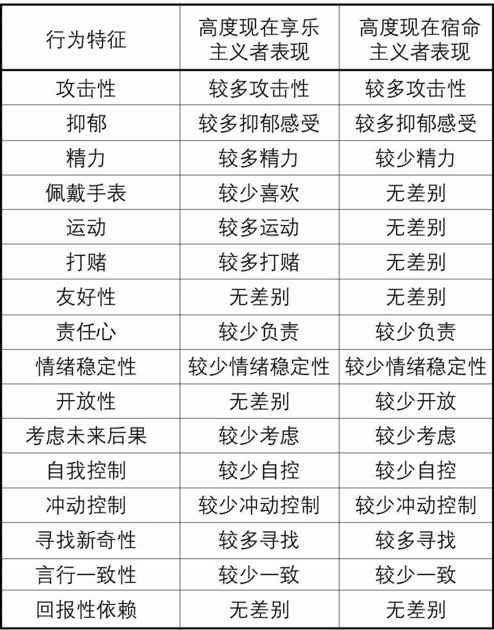 行为特征 高度现在享乐主义者表现 高度现在宿命主义者表现
攻击性 较多攻击性 较多攻击性
抑郁 较多抑郁感受 较多抑郁感受
精力 较多精力 较少精力
佩戴手表 较少喜欢 无差别
运动 较多运动 无差别
打赌 较多打赌 无差别
友好性 无差别 无差别
责任心 较少负责 较少负责
情绪稳定性 较少情绪稳定性 较少情绪稳定性
开放性 无差别 较少开放
考虑未来后果 较少考虑 较少考虑
自我控制 较少自控 较少自控
冲动控制 较少冲动控制 较少冲动控制
寻找新奇性 较多寻找 较多寻找
言行一致性 较少一致 较少一致
回报性依赖 无差别 无差别